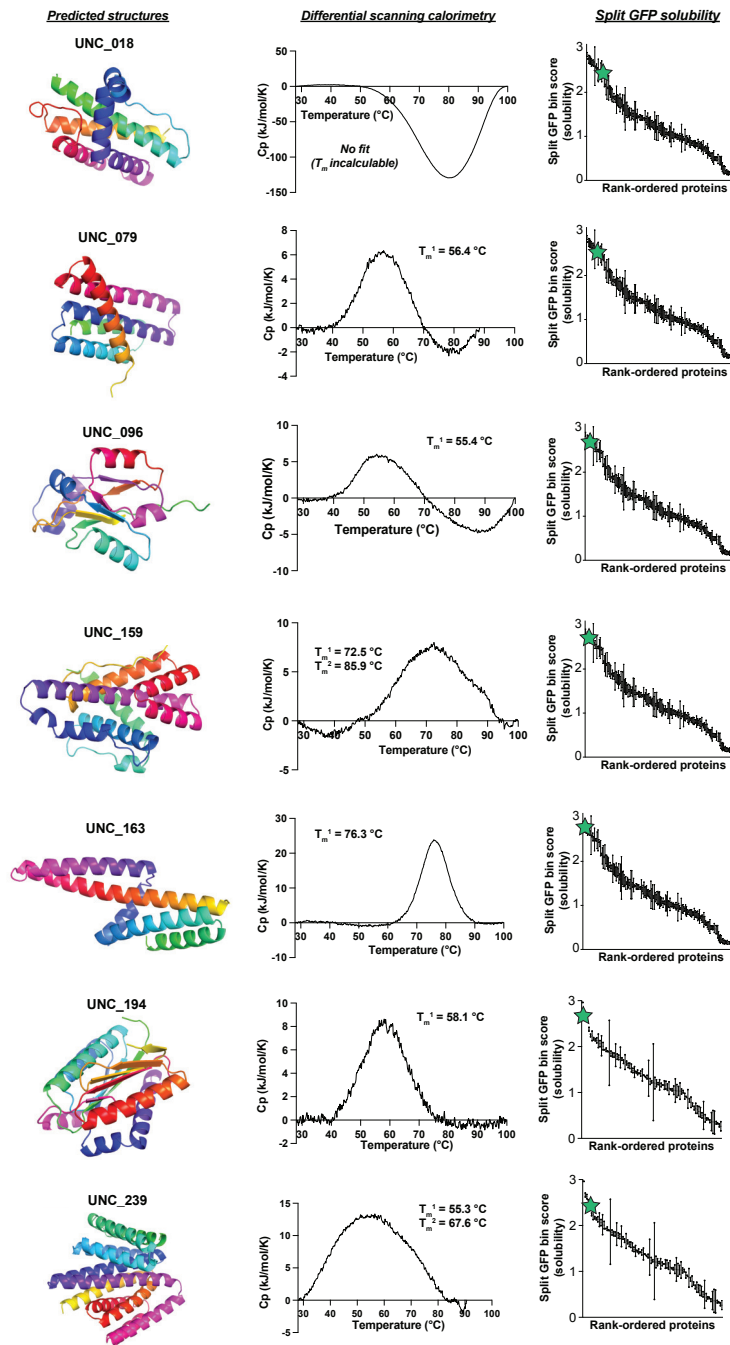 Predicted structures
Differential scanning calorimetry
Split GFP solubility
UNC_018
50
0
-50
-100
-150
Cp (kJ/mol/K)
30 40 50 60 70 80 90 100
Temperature (°C)
No fit
(Tm incalculable)
3
2
1
0
Split GFP bin score
(solubility)
Rank-ordered proteins
UNC_079
8
6
4
2
0
-2
-4
Cp (kJ/mol/K)
30 40 50 60 70 80 90 100
Temperature (°C)
Tm1 = 56.4 °C
3
2
1
0
Split GFP bin score
(solubility)
Rank-ordered proteins
UNC_096
10
5
0
-5
-10
Cp (kJ/mol/K)
30 40 50 60 70 80 90 100
Temperature (°C)
Tm1 = 55.4 °C
3
2
1
0
Split GFP bin score
(solubility)
Rank-ordered proteins
UNC_159
10
5
0
-5
Cp (kJ/mol/K)
30 40 50 60 70 80 90 100
Temperature (°C)
Tm1 = 72.5 °C
Tm2 = 85.9 °C
3
2
1
0
Split GFP bin score
(solubility)
Rank-ordered proteins
UNC_163
30
20
10
0
-10
Cp (kJ/mol/K)
30 40 50 60 70 80 90 100
Temperature (°C)
Tm1 = 76.3 °C
3
2
1
0
Split GFP bin score
(solubility)
Rank-ordered proteins
UNC_194
10
8
6
4
2
0
-2
Cp (kJ/mol/K)
30 40 50 60 70 80 90 100
Temperature (°C)
Tm1 = 58.1 °C
3
2
1
0
Split GFP bin score
(solubility)
Rank-ordered proteins
UNC_239
15
10
5
0
-5
Cp (kJ/mol/K)
30 40 50 60 70 80 90 100
Temperature (°C)
Tm1 = 55.3 °C
Tm2 = 67.6 °C
3
2
1
0
Split GFP bin score
(solubility)
Rank-ordered proteins